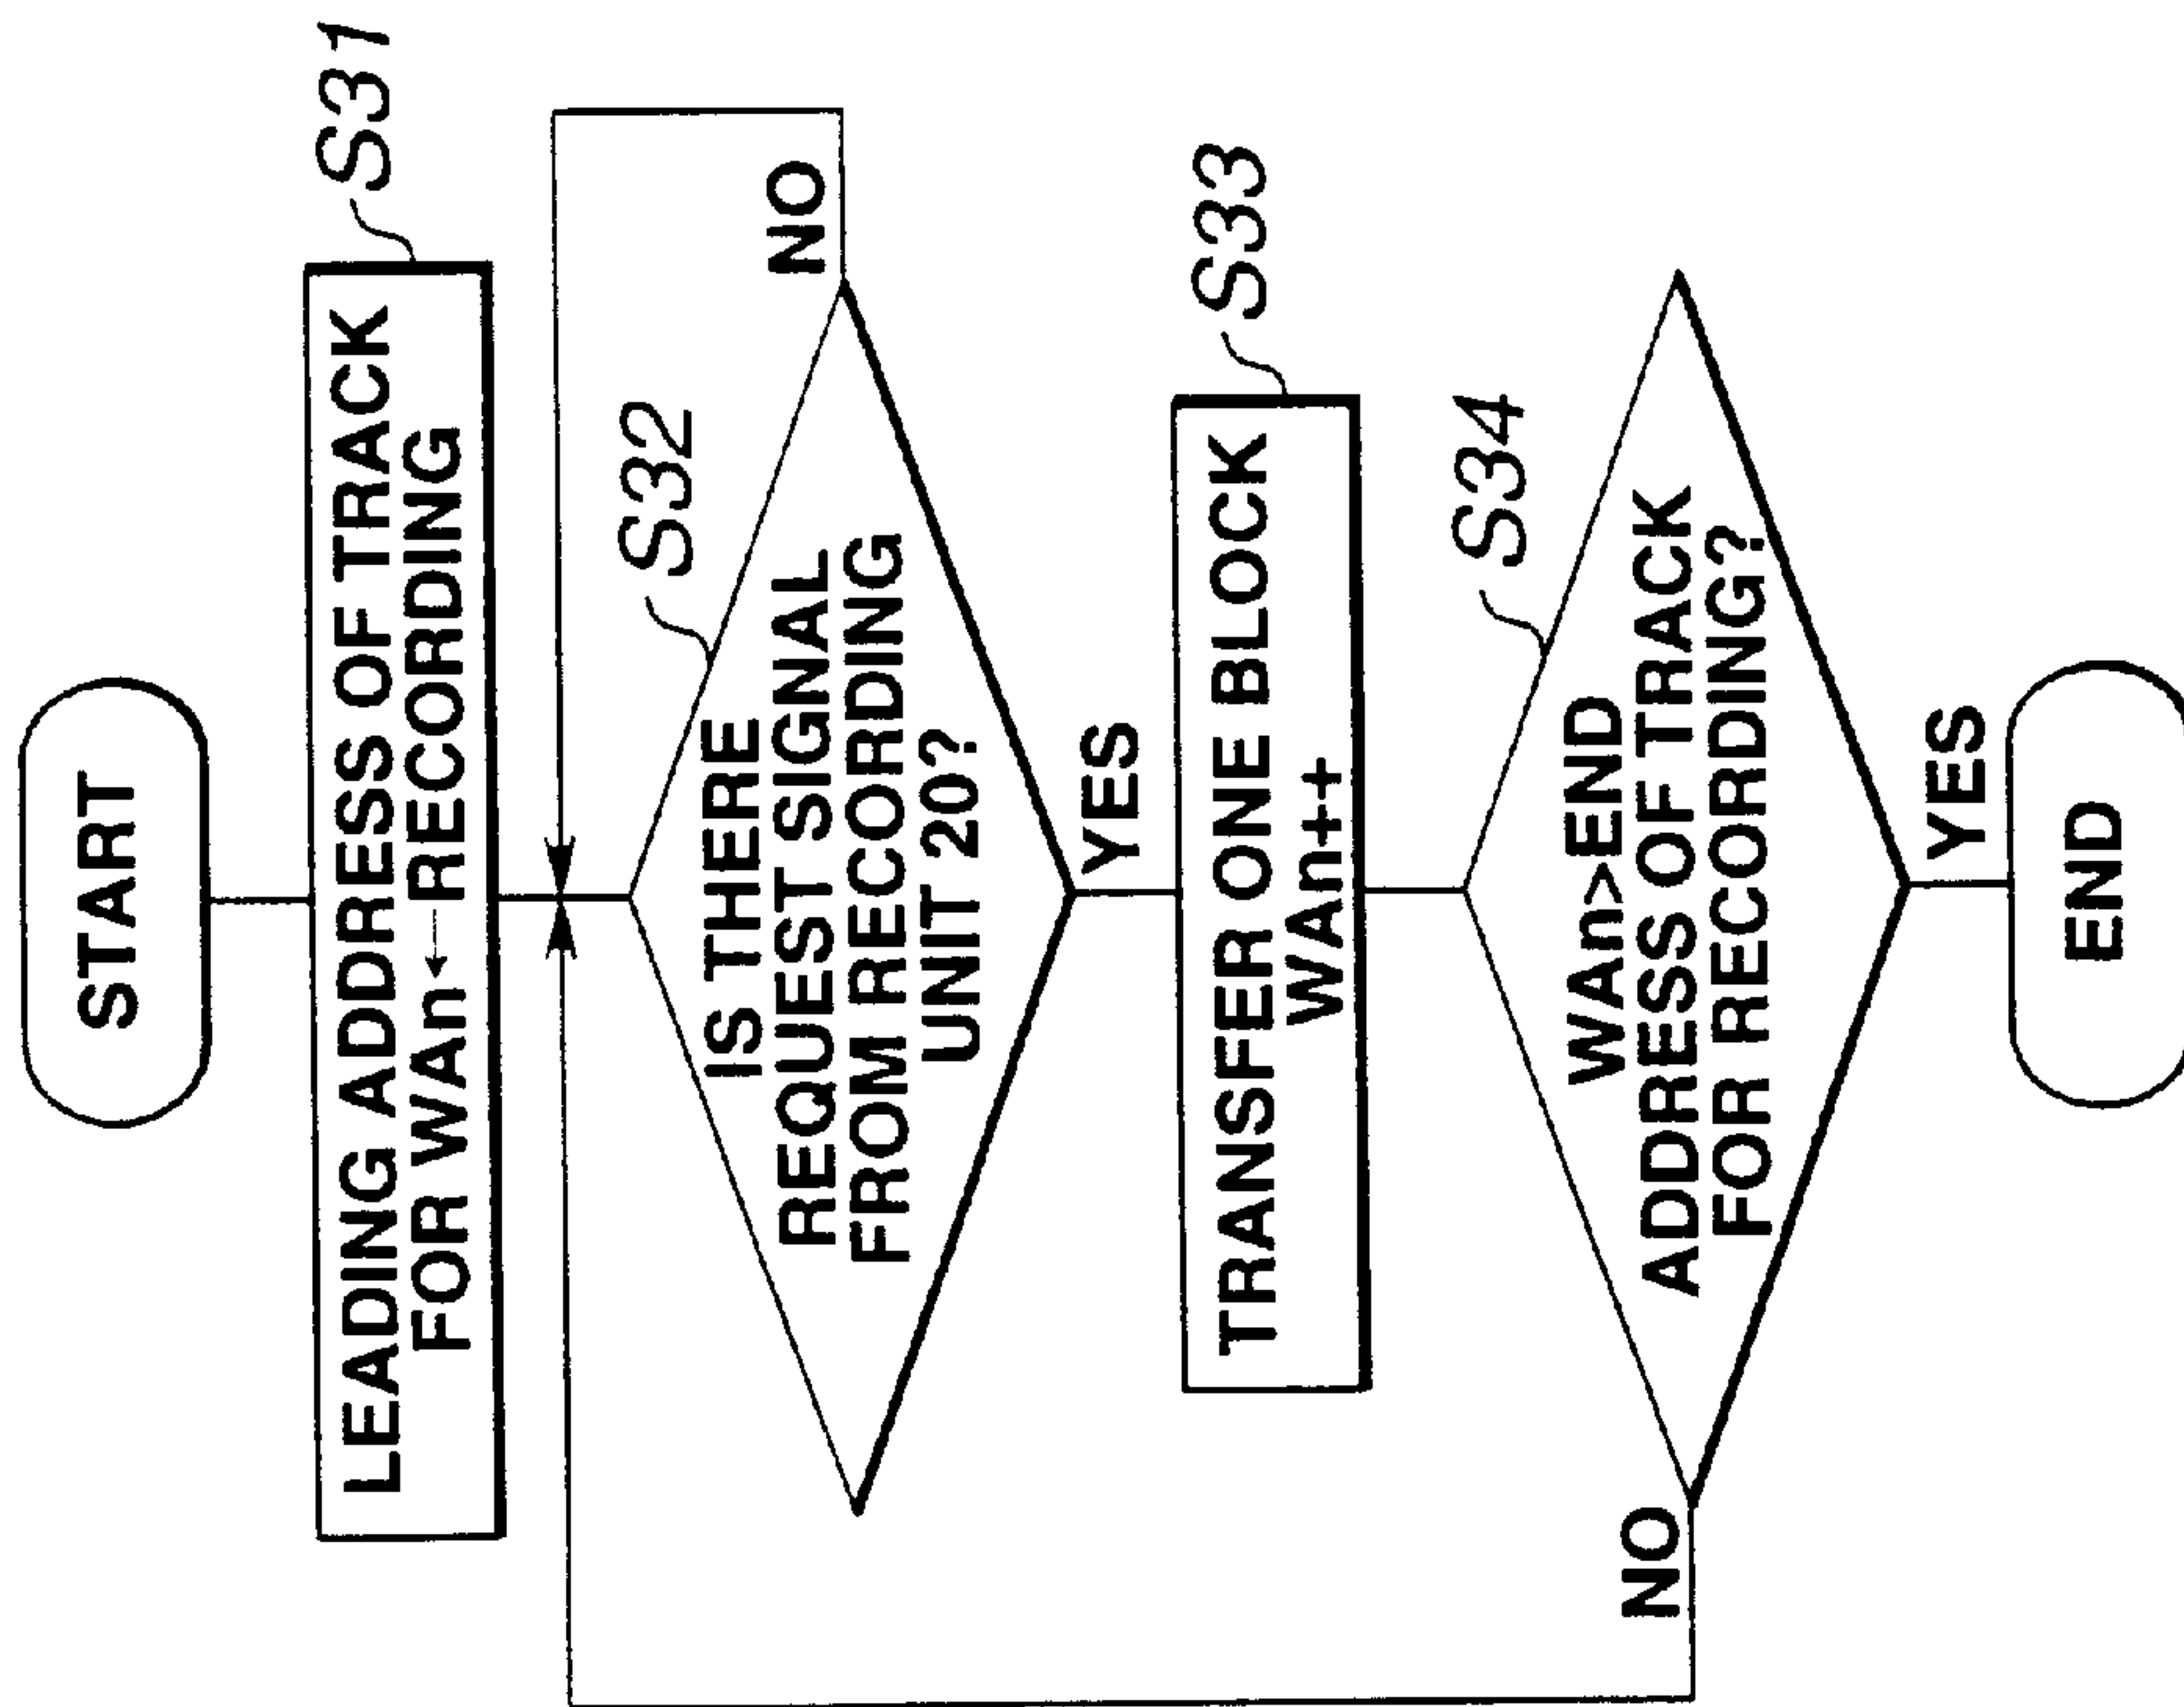 START
S31
LEADING ADDRESS OF TRACK
FOR WAn ← RECORDING
S32
IS THERE
REQUEST SIGNAL
FROM RECORDING
UNIT 20?
NO
YES
S33
TRANSFER ONE BLOCK
WAn++
S34
WAn>END
ADDRESS OF TRACK
FOR RECORDING?
NO
YES
END